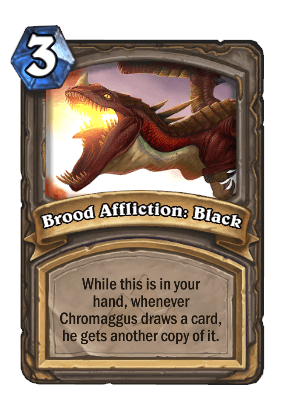 3
Brood Affliction: Black
While this is in your
hand, whenever
Chromaggus draws a card,
he gets another copy of it.